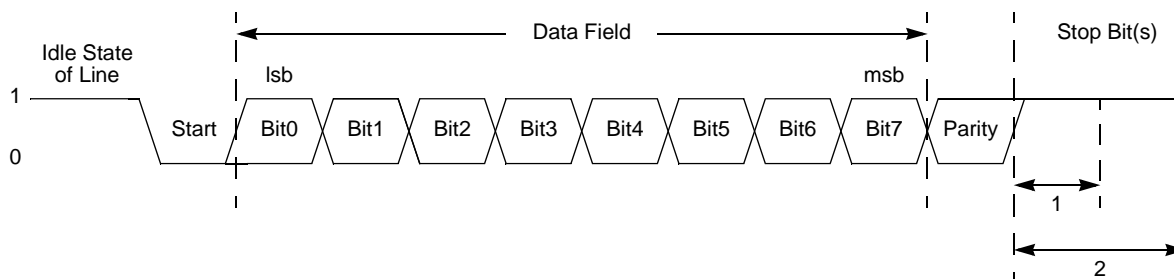 Data Field
Stop Bit(s)
Idle State
of Line
lsb
msb
1
Start
Bit0
Bit1
Bit2
Bit3
Bit4
Bit5
Bit6
Bit7
Parity
0
1
2